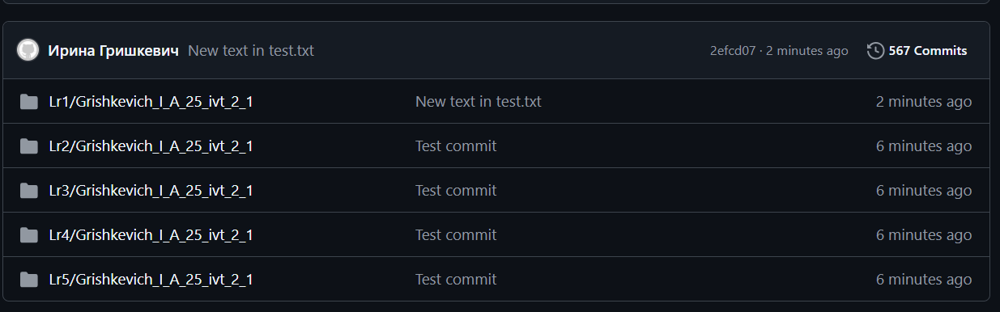 Ирина Гришкевич New text in test.txt 2efcd07 · 2 minutes ago 567 Commits
Lr1/Grishkevich_I_A_25_ivt_2_1 New text in test.txt 2 minutes ago
Lr2/Grishkevich_I_A_25_ivt_2_1 Test commit 6 minutes ago
Lr3/Grishkevich_I_A_25_ivt_2_1 Test commit 6 minutes ago
Lr4/Grishkevich_I_A_25_ivt_2_1 Test commit 6 minutes ago
Lr5/Grishkevich_I_A_25_ivt_2_1 Test commit 6 minutes ago